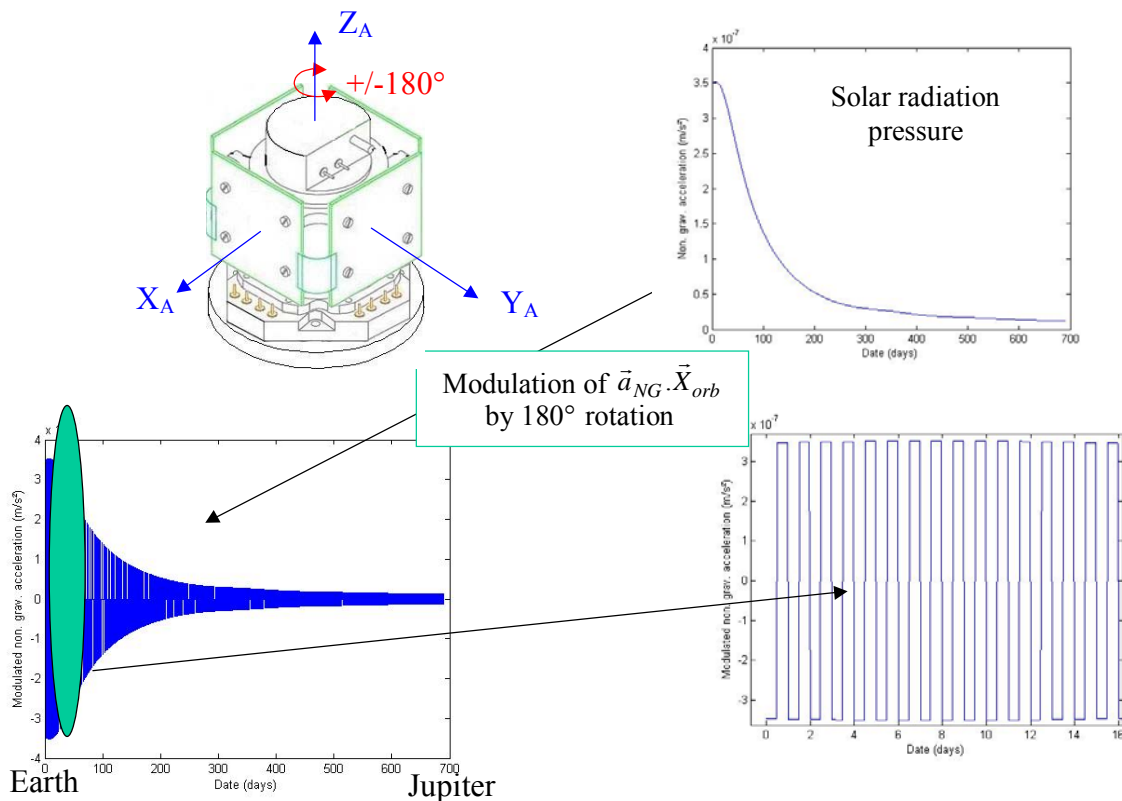 Z_A
+/-180°
X_A
Y_A
x 10^-7
4
3.5
3
2.5
2
1.5
1
0.5
0
Non. grav. acceleration (m/s²)
Solar radiation
pressure
0 100 200 300 400 500 600 700
Date (days)
Modulation of \vec{a}_{NG}.\vec{X}_{orb}
by 180° rotation
x
4
3
2
1
0
-1
-2
-3
-4
Modulated non. grav. acceleration (m/s²)
0 100 200 300 400 500 600 700
Date (days)
Earth
Jupiter
x 10^-7
3
2
1
0
-1
-2
-3
Modulated non. grav. acceleration (m/s²)
0 2 4 6 8 10 12 14 16
Date (days)